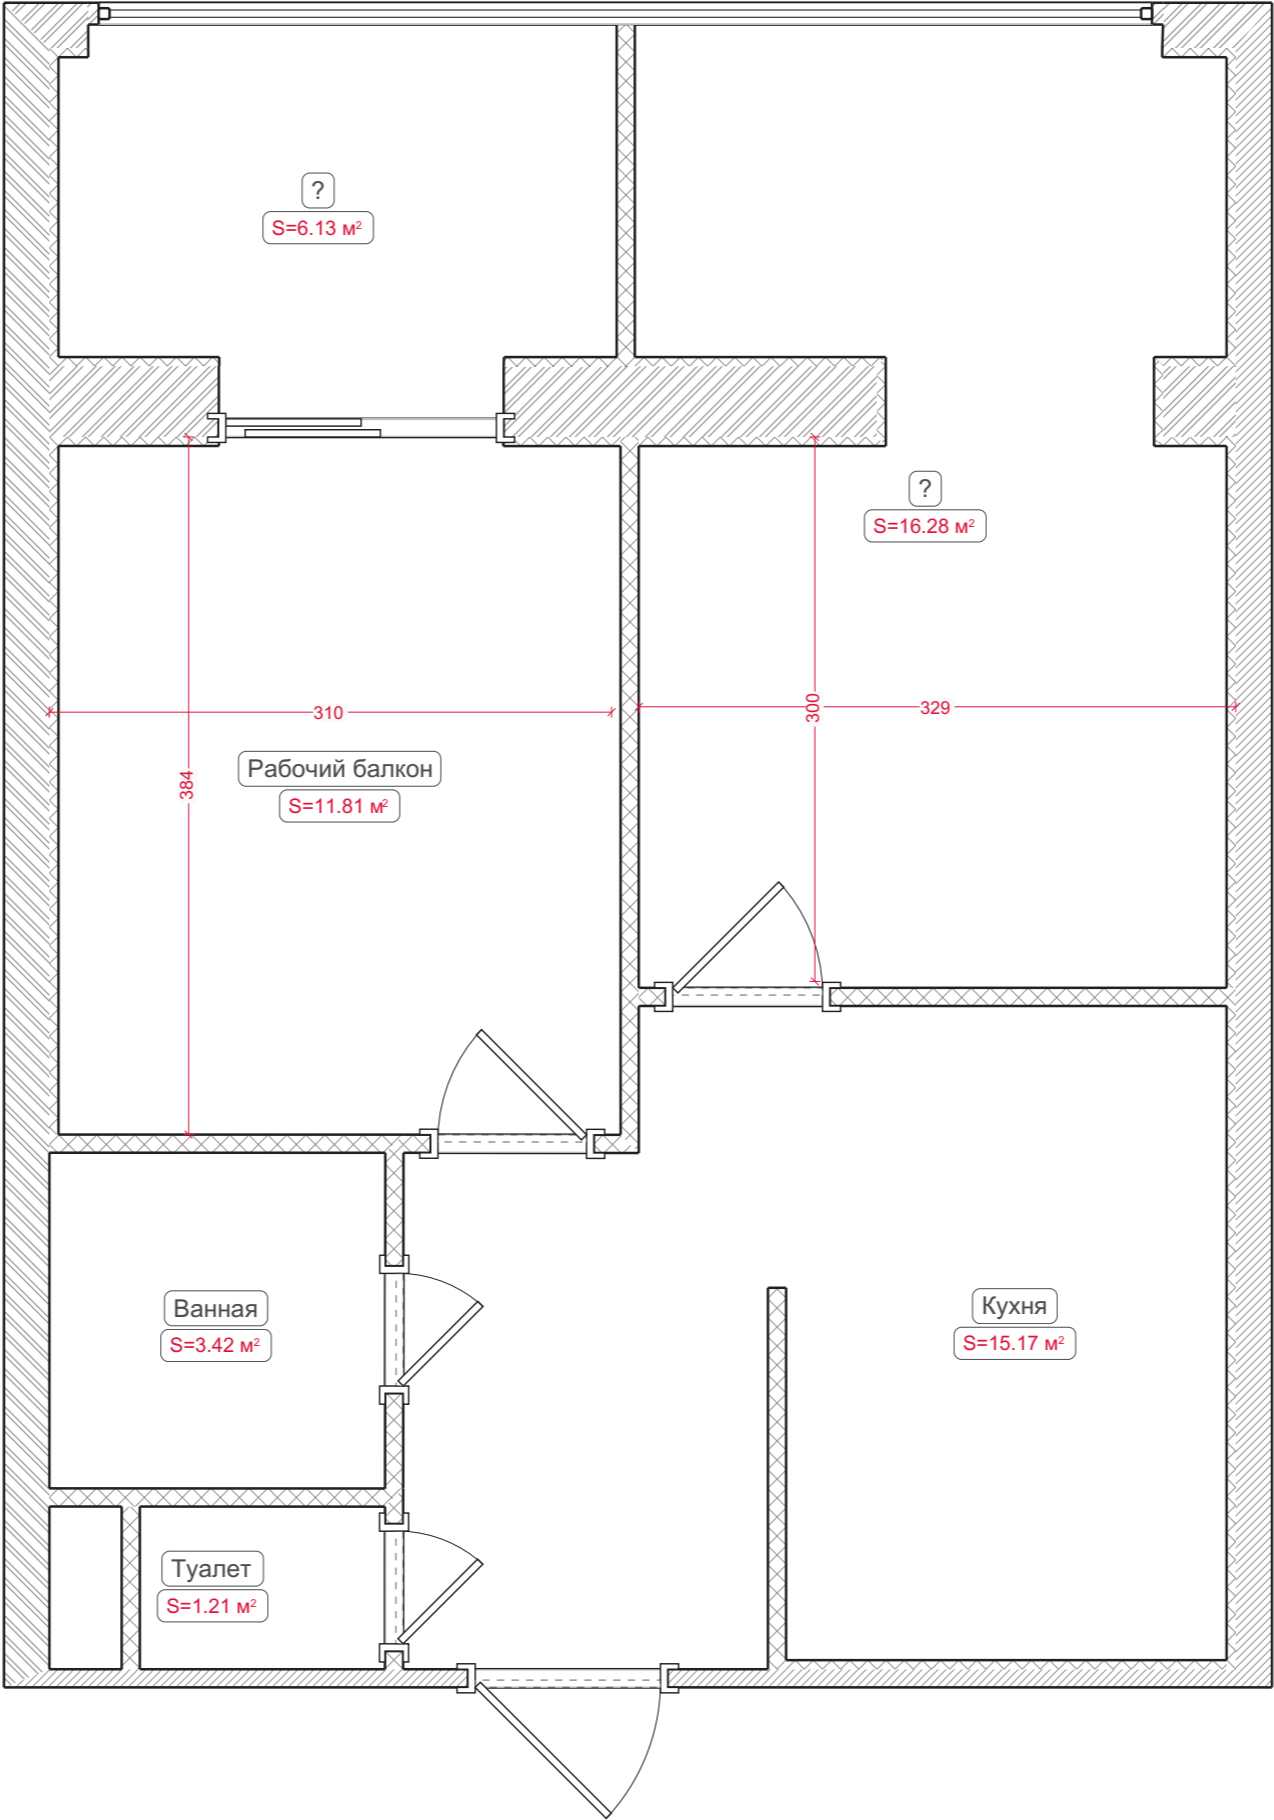 ?
S=6.13 м²
?
S=16.28 м²
310
300
329
384
Рабочий балкон
S=11.81 м²
Ванная
S=3.42 м²
Кухня
S=15.17 м²
Туалет
S=1.21 м²